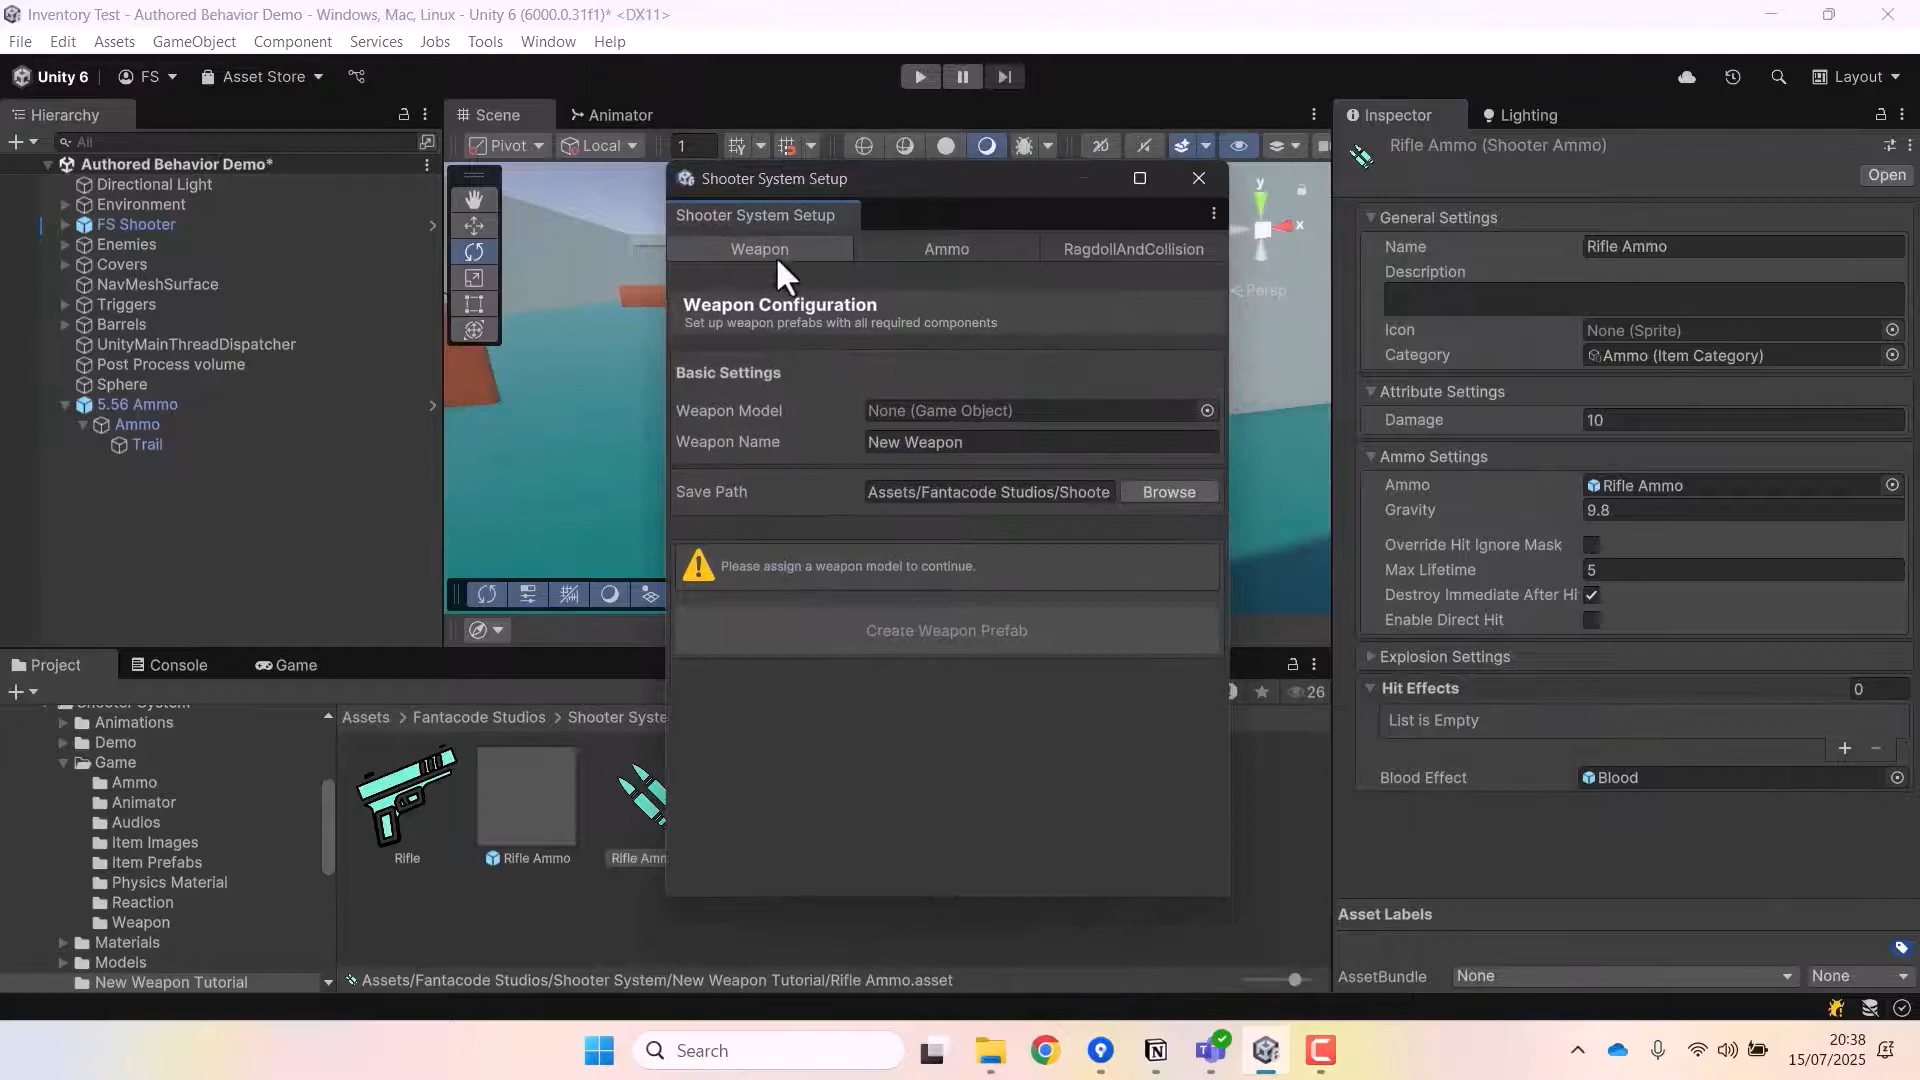 Inventory Test - Authored Behavior Demo - Windows, Mac, Linux - Unity 6 (6000.0.31f1)* <DX11>
File Edit Assets GameObject Component Services Jobs Tools Window Help
Unity 6 FS Asset Store Layout
Hierarchy
All
Authored Behavior Demo*
Directional Light
Environment
FS Shooter
Enemies
Covers
NavMeshSurface
Triggers
Barrels
UnityMainThreadDispatcher
Post Process volume
Sphere
5.56 Ammo
Ammo
Trail
Scene Animator
Pivot Local 1 2D
y
x
Persp
Shooter System Setup
Shooter System Setup
Weapon Ammo RagdollAndCollision
Weapon Configuration
Set up weapon prefabs with all required components
Basic Settings
Weapon Model None (Game Object)
Weapon Name New Weapon
Save Path Assets/Fantacode Studios/Shoote Browse
Please assign a weapon model to continue.
Create Weapon Prefab
Inspector Lighting
Rifle Ammo (Shooter Ammo)
Open
General Settings
Name Rifle Ammo
Description
Icon None (Sprite)
Category Ammo (Item Category)
Attribute Settings
Damage 10
Ammo Settings
Ammo Rifle Ammo
Gravity 9.8
Override Hit Ignore Mask
Max Lifetime 5
Destroy Immediate After Hi
Enable Direct Hit
Explosion Settings
Hit Effects 0
List is Empty
Blood Effect Blood
Asset Labels
AssetBundle None None
Project Console Game
26
Animations
Demo
Game
Ammo
Animator
Audios
Item Images
Item Prefabs
Physics Material
Reaction
Weapon
Materials
Models
New Weapon Tutorial
Assets > Fantacode Studios > Shooter Syste
Rifle Rifle Ammo Rifle Amm
Assets/Fantacode Studios/Shooter System/New Weapon Tutorial/Rifle Ammo.asset
Search
20:38
15/07/2025